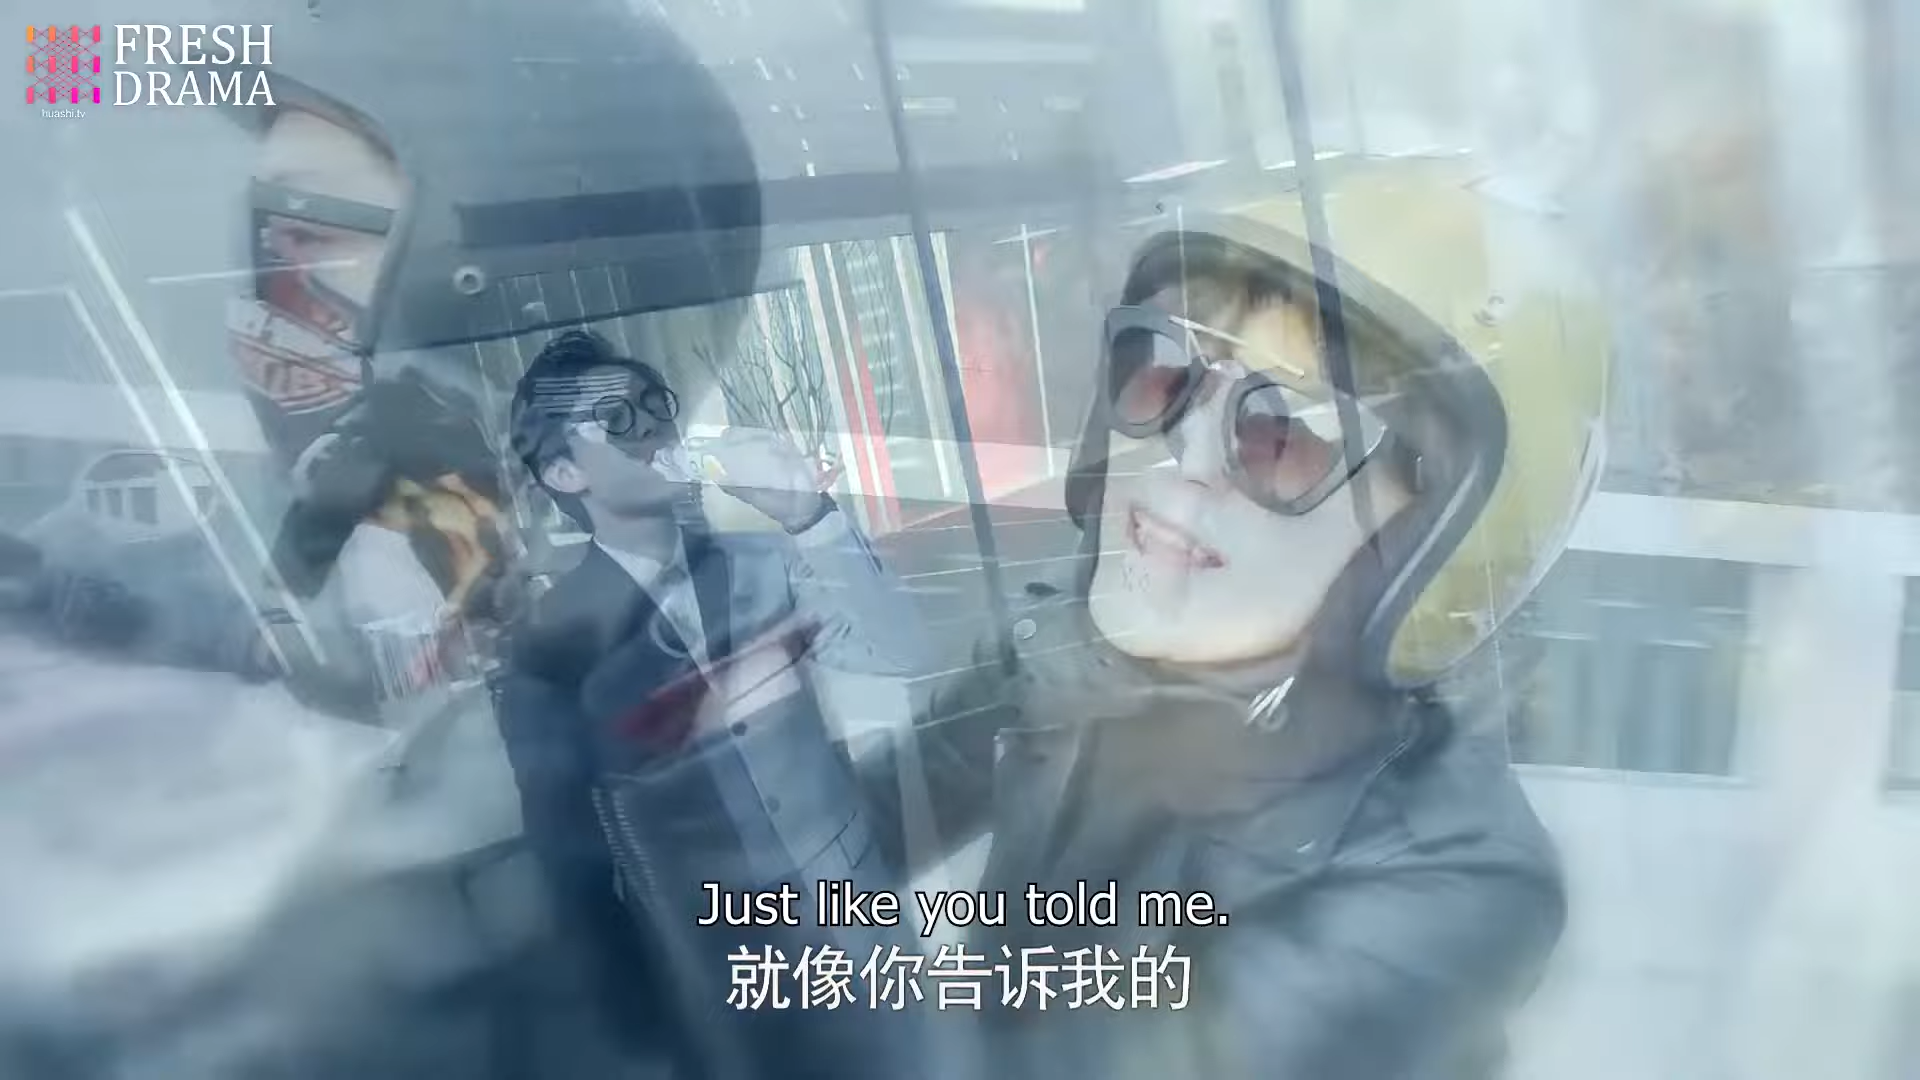 FRESH
DRAMA
huashi.tv
Just like you told me.
就像你告诉我的